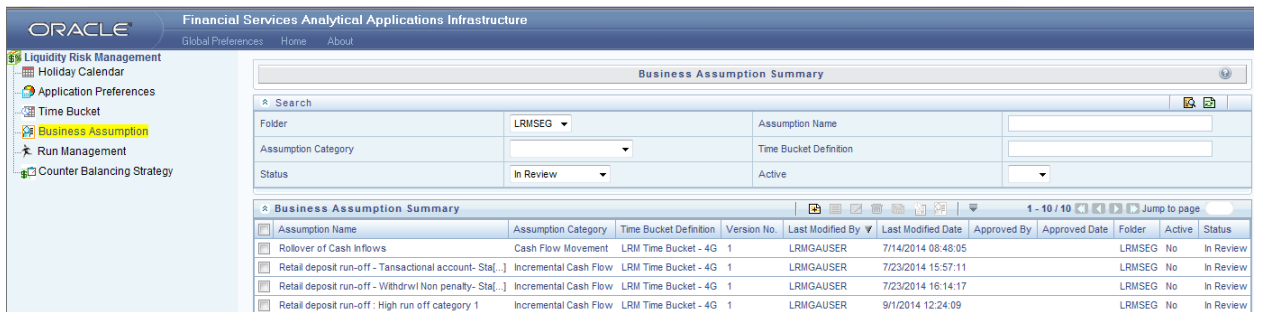 ORACLE
Financial Services Analytical Applications Infrastructure
Global Preferences Home About
Liquidity Risk Management
Holiday Calendar
Application Preferences
Time Bucket
Business Assumption
Run Management
Counter Balancing Strategy
Business Assumption Summary
Search
Folder LRMSEG Assumption Name
Assumption Category Time Bucket Definition
Status In Review Active
Business Assumption Summary 1 - 10 / 10 Jump to page
Assumption Name Assumption Category Time Bucket Definition Version No. Last Modified By Last Modified Date Approved By Approved Date Folder Active Status
Rollover of Cash Inflows Cash Flow Movement LRM Time Bucket - 4G 1 LRMGAUSER 7/14/2014 08:48:05 LRMSEG No In Review
Retail deposit run-off - Tansactional account- Sta[...] Incremental Cash Flow LRM Time Bucket - 4G 1 LRMGAUSER 7/23/2014 15:57:11 LRMSEG No In Review
Retail deposit run-off - Withdrwl Non penalty- Sta[...] Incremental Cash Flow LRM Time Bucket - 4G 1 LRMGAUSER 7/23/2014 16:14:17 LRMSEG No In Review
Retail deposit run-off : High run off category 1 Incremental Cash Flow LRM Time Bucket - 4G 1 LRMGAUSER 9/1/2014 12:24:09 LRMSEG No In Review